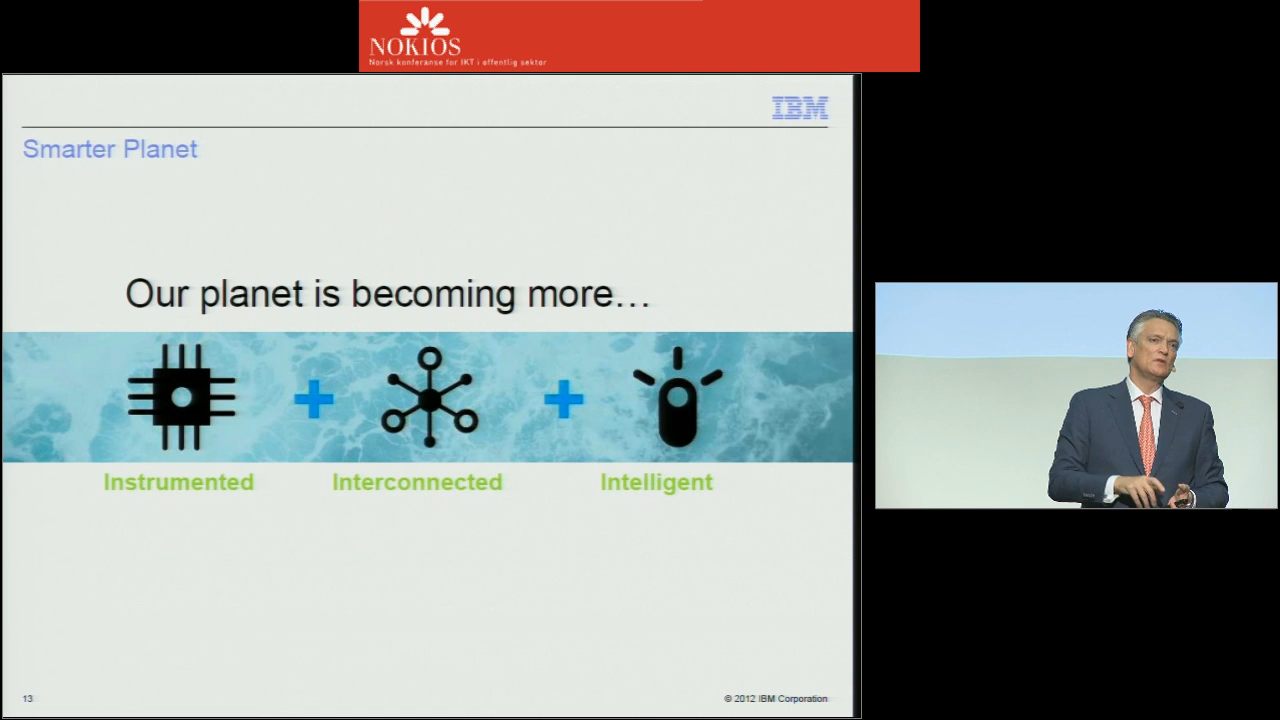 NOKIOS
Norsk konferanse for IKT i offentlig sektor
IBM
Smarter Planet
Our planet is becoming more…
Instrumented
Interconnected
Intelligent
13
© 2012 IBM Corporation